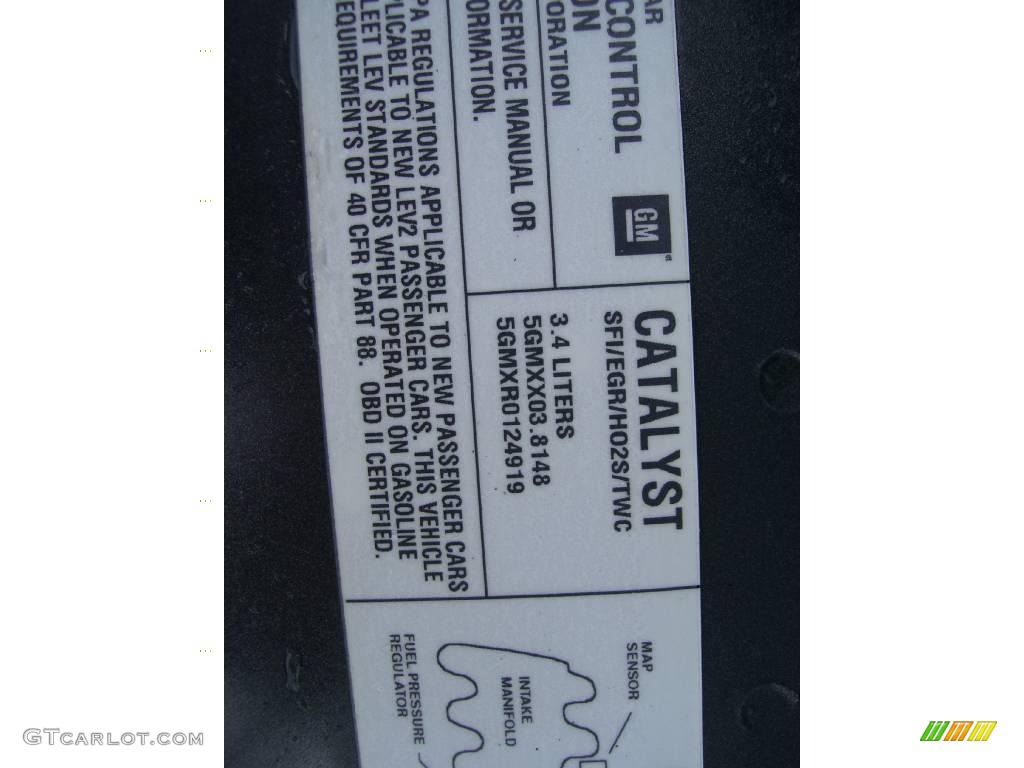 AR
CONTROL
ON
ORATION
GM
SERVICE MANUAL OR
ORMATION.
CATALYST
SFI/EGR/HO2S/TWC
3.4 LITERS
5GMXX03.8148
5GMXR0124919
PA REGULATIONS APPLICABLE TO NEW PASSENGER CARS
PLICABLE TO NEW LEV2 PASSENGER CARS. THIS VEHICLE
LEET LEV STANDARDS WHEN OPERATED ON GASOLINE
EQUIREMENTS OF 40 CFR PART 88. OBD II CERTIFIED.
MAP
SENSOR
INTAKE
MANIFOLD
FUEL PRESSURE
REGULATOR
GTCARLOT.COM